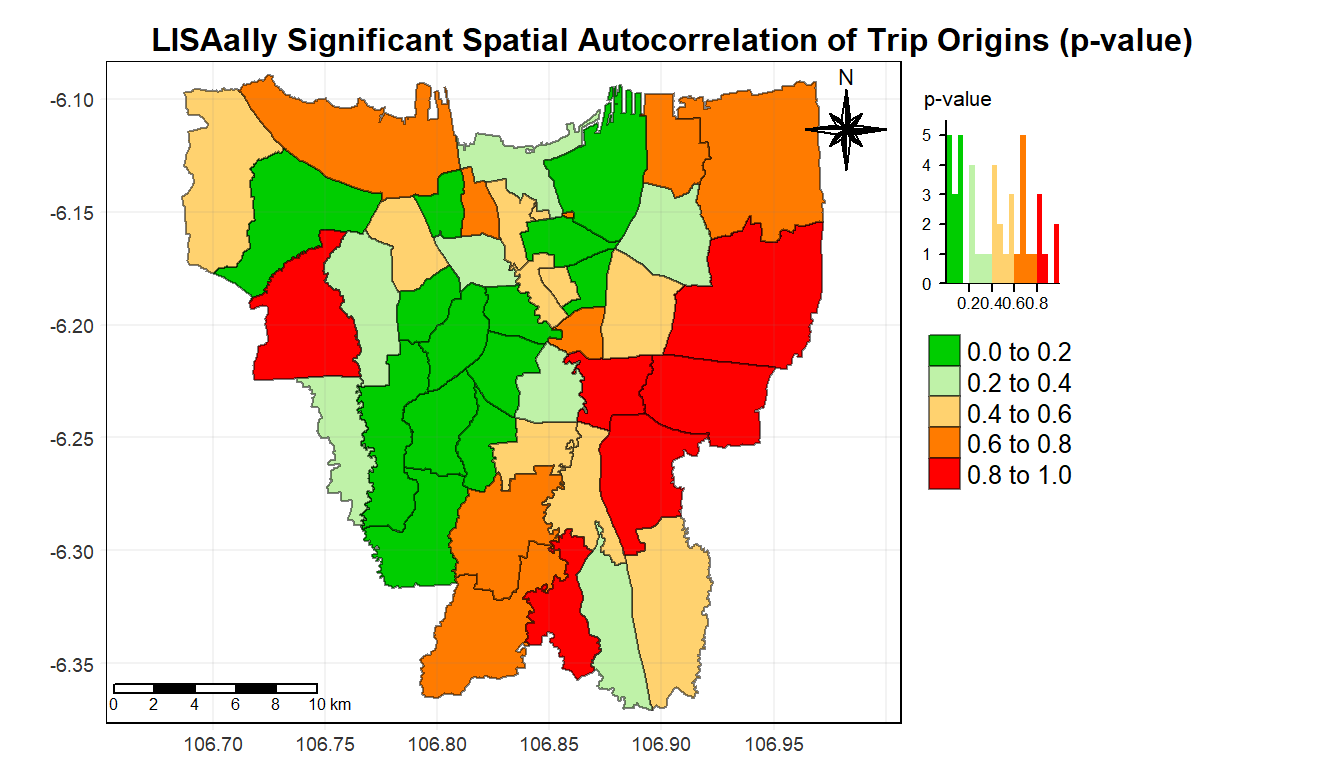 LISAally Significant Spatial Autocorrelation of Trip Origins (p-value)
N
-6.10
-6.15
-6.20
-6.25
-6.30
-6.35
0 2 4 6 8 10 km
106.70 106.75 106.80 106.85 106.90 106.95
p-value
5
4
3
2
1
0
0.20.40.60.8
0.0 to 0.2
0.2 to 0.4
0.4 to 0.6
0.6 to 0.8
0.8 to 1.0